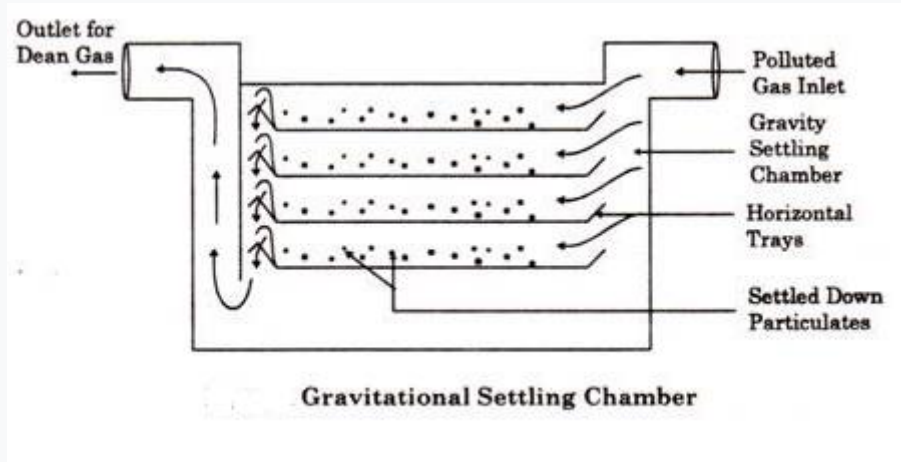 Outlet for
Dean Gas
Polluted
Gas Inlet
Gravity
Settling
Chamber
Horizontal
Trays
Settled Down
Particulates
Gravitational Settling Chamber